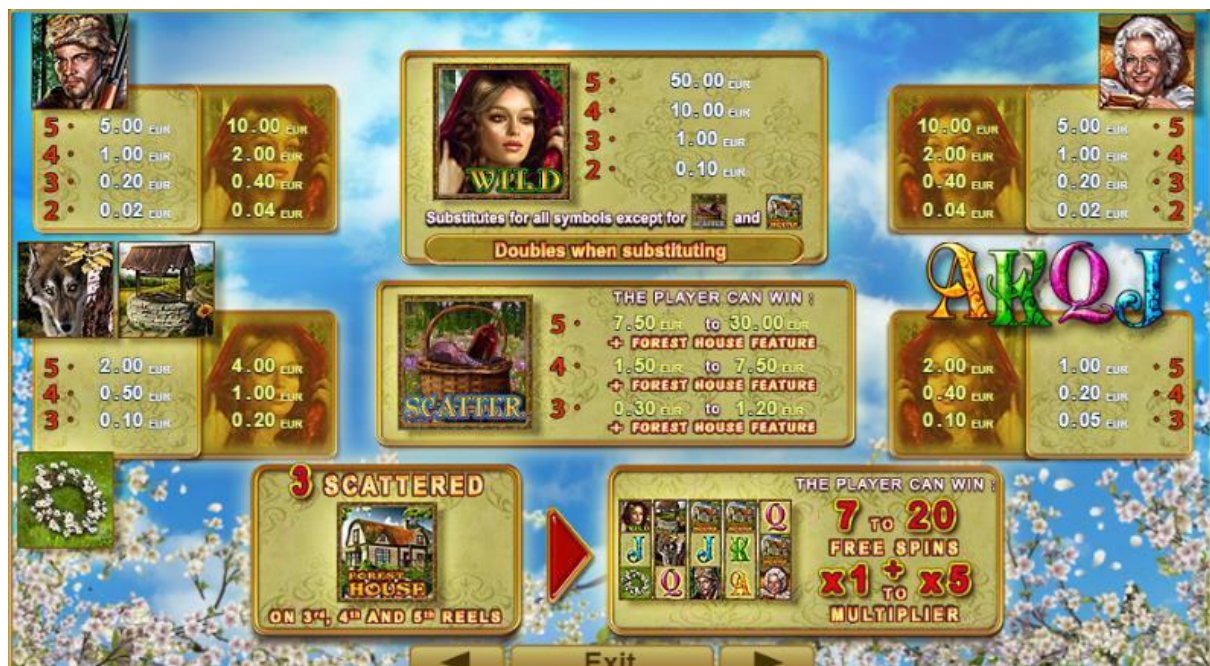 5 · 5.00 EUR 10.00 EUR
4 · 1.00 EUR 2.00 EUR
3 · 0.20 EUR 0.40 EUR
2 · 0.02 EUR 0.04 EUR
WILD
5 · 50.00 EUR
4 · 10.00 EUR
3 · 1.00 EUR
2 · 0.10 EUR
Substitutes for all symbols except for SCATTER and
Doubles when substituting
10.00 EUR 5.00 EUR · 5
2.00 EUR 1.00 EUR · 4
0.40 EUR 0.20 EUR · 3
0.04 EUR 0.02 EUR · 2
5 · 2.00 EUR 4.00 EUR
4 · 0.50 EUR 1.00 EUR
3 · 0.10 EUR 0.20 EUR
SCATTER
THE PLAYER CAN WIN :
5 · 7.50 EUR to 30.00 EUR
+ FOREST HOUSE FEATURE
4 · 1.50 EUR to 7.50 EUR
+ FOREST HOUSE FEATURE
3 · 0.30 EUR to 1.20 EUR
+ FOREST HOUSE FEATURE
A K Q J
2.00 EUR 1.00 EUR · 5
0.40 EUR 0.20 EUR · 4
0.10 EUR 0.05 EUR · 3
3 SCATTERED
FOREST
HOUSE
ON 3rd, 4th AND 5th REELS
WILD Q
J J K
Q A
THE PLAYER CAN WIN :
7 TO 20
FREE SPINS
+
x1 TO x5
MULTIPLIER
Exit